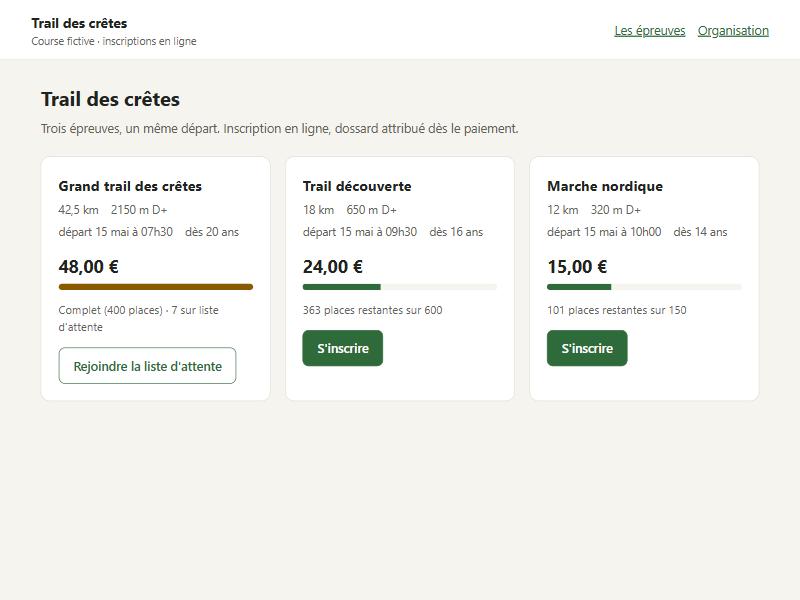 Trail des crêtes
Course fictive · inscriptions en ligne
Les épreuves Organisation
Trail des crêtes
Trois épreuves, un même départ. Inscription en ligne, dossard attribué dès le paiement.
Grand trail des crêtes
42,5 km 2150 m D+
départ 15 mai à 07h30 dès 20 ans
48,00 €
Complet (400 places) · 7 sur liste
d'attente
Rejoindre la liste d'attente
Trail découverte
18 km 650 m D+
départ 15 mai à 09h30 dès 16 ans
24,00 €
363 places restantes sur 600
S'inscrire
Marche nordique
12 km 320 m D+
départ 15 mai à 10h00 dès 14 ans
15,00 €
101 places restantes sur 150
S'inscrire